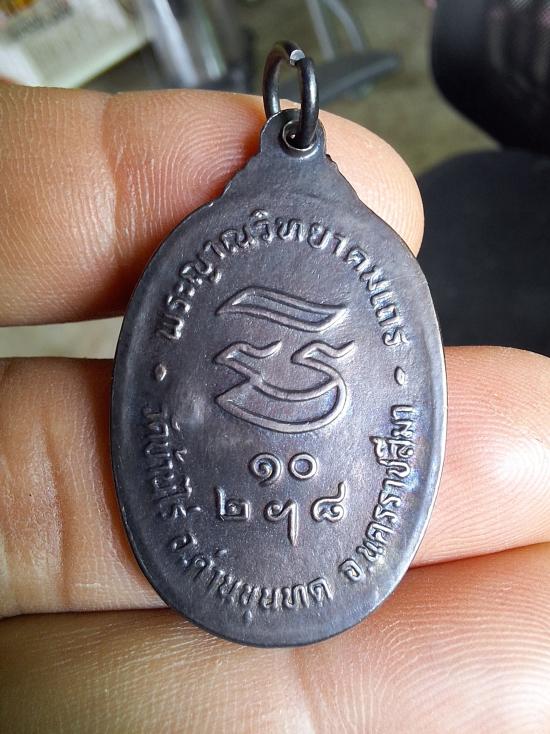 พระญาณวิทยาคมเถร
๑๐
๒ ฯ ๘
วัดบ้านไร่ อ.ด่านขุนทด จ.นครราชสีมา